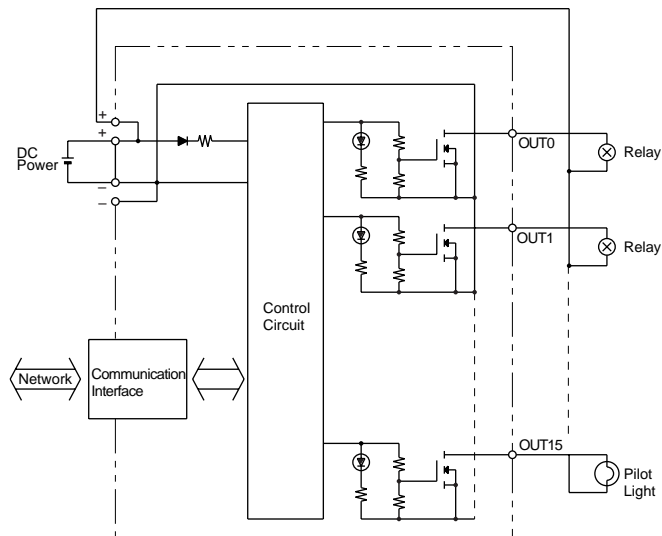 +
+
DC
Power
–
–
OUT0
Relay
OUT1
Relay
Control
Circuit
Network
Communication
Interface
OUT15
Pilot
Light